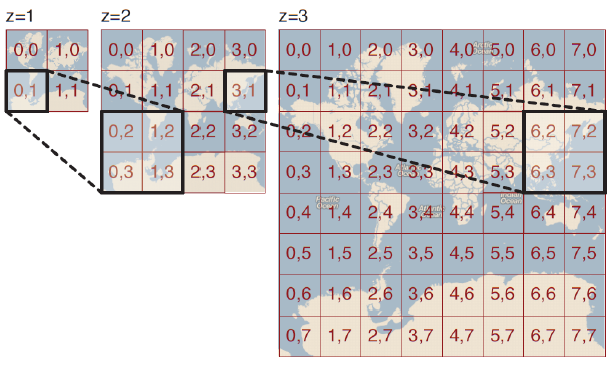 z=1
z=2
z=3
0,0 1,0
0,1 1,1
0,0 1,0 2,0 3,0
0,1 1,1 2,1 3,1
0,2 1,2 2,2 3,2
0,3 1,3 2,3 3,3
0,0 1,0 2,0 3,0 4,0 5,0 6,0 7,0
Arctic
Ocean
0,1 1,1 2,1 3,1 4,1 5,1 6,1 7,1
0,2 1,2 2,2 3,2 4,2 5,2 6,2 7,2
0,3 1,3 2,3 3,3 4,3 5,3 6,3 7,3
Pacific
Ocean
Indian
Ocean
0,4 1,4 2,4 3,4 4,4 5,4 6,4 7,4
0,5 1,5 2,5 3,5 4,5 5,5 6,5 7,5
0,6 1,6 2,6 3,6 4,6 5,6 6,6 7,6
0,7 1,7 2,7 3,7 4,7 5,7 6,7 7,7